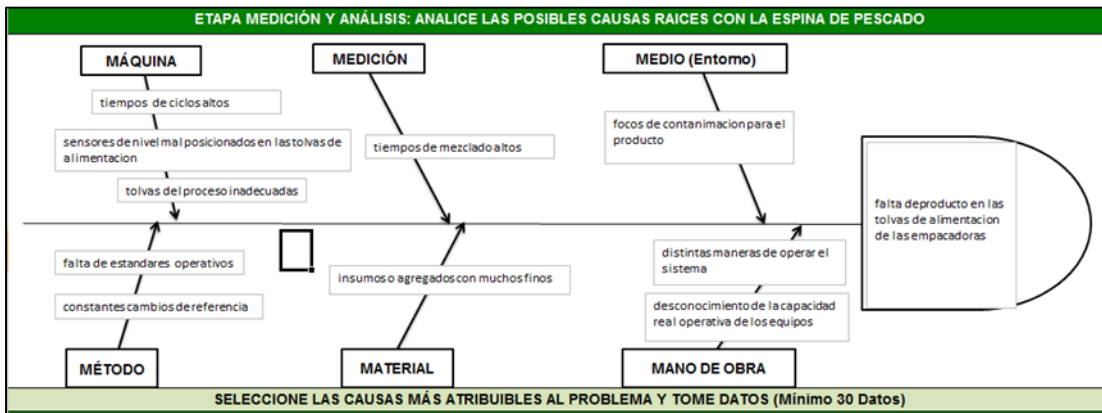 ETAPA MEDICIÓN Y ANÁLISIS: ANALICE LAS POSIBLES CAUSAS RAICES CON LA ESPINA DE PESCADO
MÁQUINA
MEDICIÓN
MEDIO (Entorno)
tiempos de ciclos altos
sensores de nivel mal posicionados en las tolvas de
alimentacion
tolvas del proceso inadecuadas
tiempos de mezclado altos
focos de contanimacion para el
producto
falta deproducto en las
tolvas de alimentacion
de las empacadoras
falta de estandares operativos
constantes cambios de referencia
insumos o agregados con muchos finos
distintas maneras de operar el
sistema
desconocimiento de la capacidad
real operativa de los equipos
MÉTODO
MATERIAL
MANO DE OBRA
SELECCIONE LAS CAUSAS MÁS ATRIBUIBLES AL PROBLEMA Y TOME DATOS (Mínimo 30 Datos)